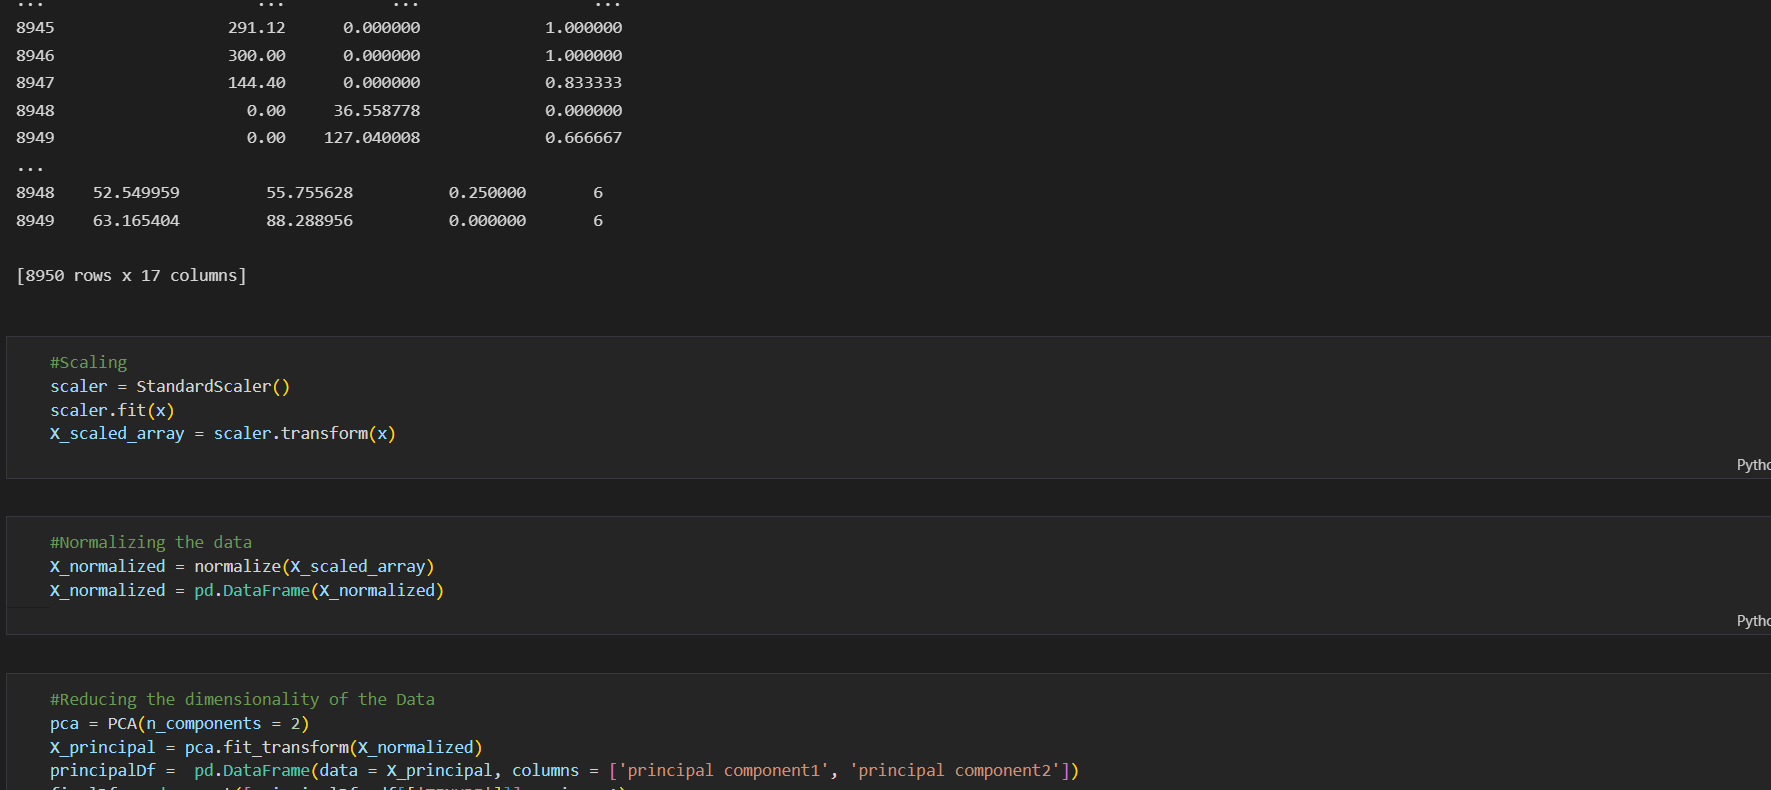 ... ... ... ...
8945 291.12 0.000000 1.000000
8946 300.00 0.000000 1.000000
8947 144.40 0.000000 0.833333
8948 0.00 36.558778 0.000000
8949 0.00 127.040008 0.666667
...
8948 52.549959 55.755628 0.250000 6
8949 63.165404 88.288956 0.000000 6
[8950 rows x 17 columns]
#Scaling
scaler = StandardScaler()
scaler.fit(x)
X_scaled_array = scaler.transform(x)
Pytho
#Normalizing the data
X_normalized = normalize(X_scaled_array)
X_normalized = pd.DataFrame(X_normalized)
Pytho
#Reducing the dimensionality of the Data
pca = PCA(n_components = 2)
X_principal = pca.fit_transform(X_normalized)
principalDf =  pd.DataFrame(data = X_principal, columns = ['principal component1', 'principal component2'])